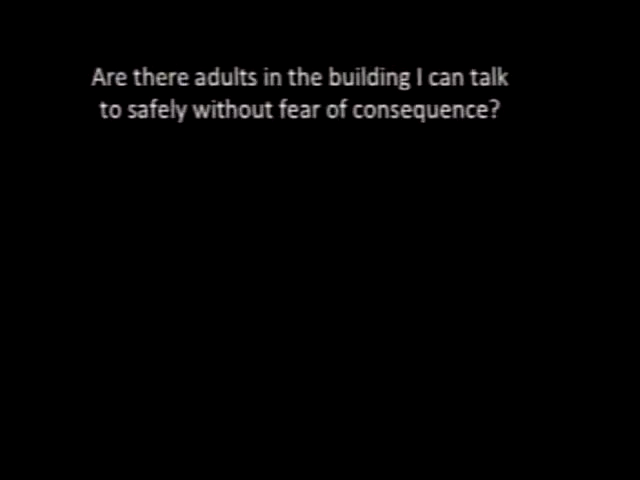 Are there adults in the building I can talk
to safely without fear of consequence?